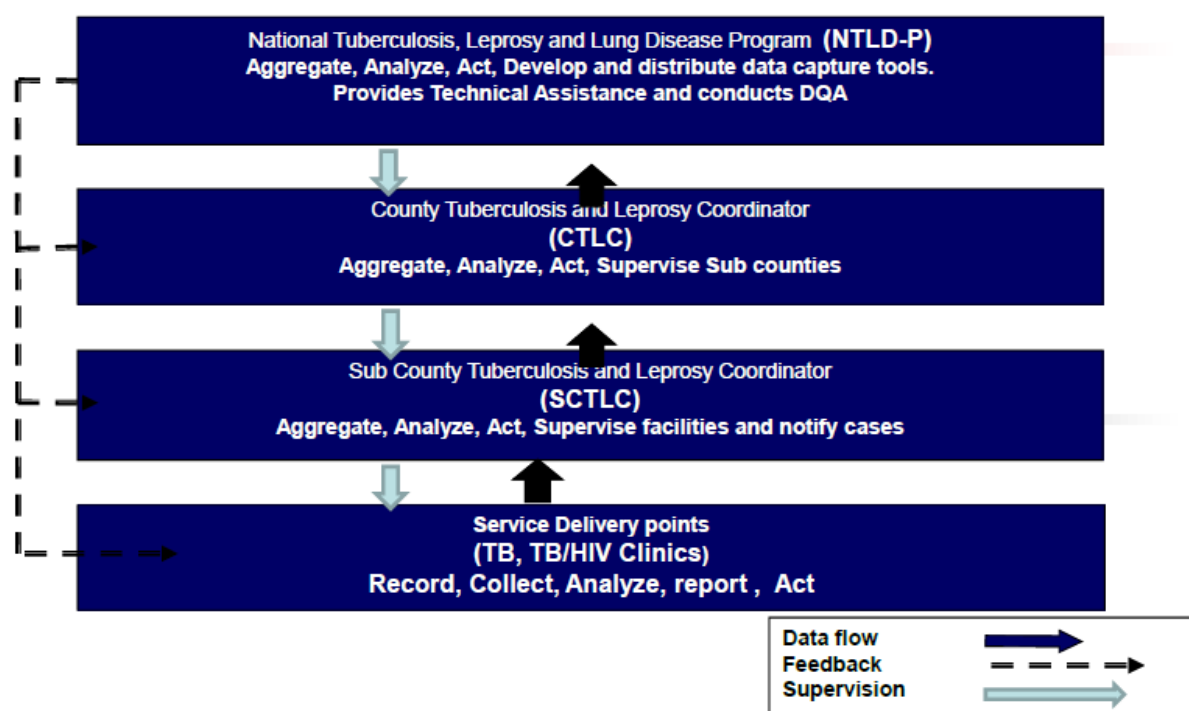 National Tuberculosis, Leprosy and Lung Disease Program (NTLD-P)
Aggregate, Analyze, Act, Develop and distribute data capture tools.
Provides Technical Assistance and conducts DQA
County Tuberculosis and Leprosy Coordinator
(CTLC)
Aggregate, Analyze, Act, Supervise Sub counties
Sub County Tuberculosis and Leprosy Coordinator
(SCTLC)
Aggregate, Analyze, Act, Supervise facilities and notify cases
Service Delivery points
(TB, TB/HIV Clinics)
Record, Collect, Analyze, report , Act
Data flow
Feedback
Supervision